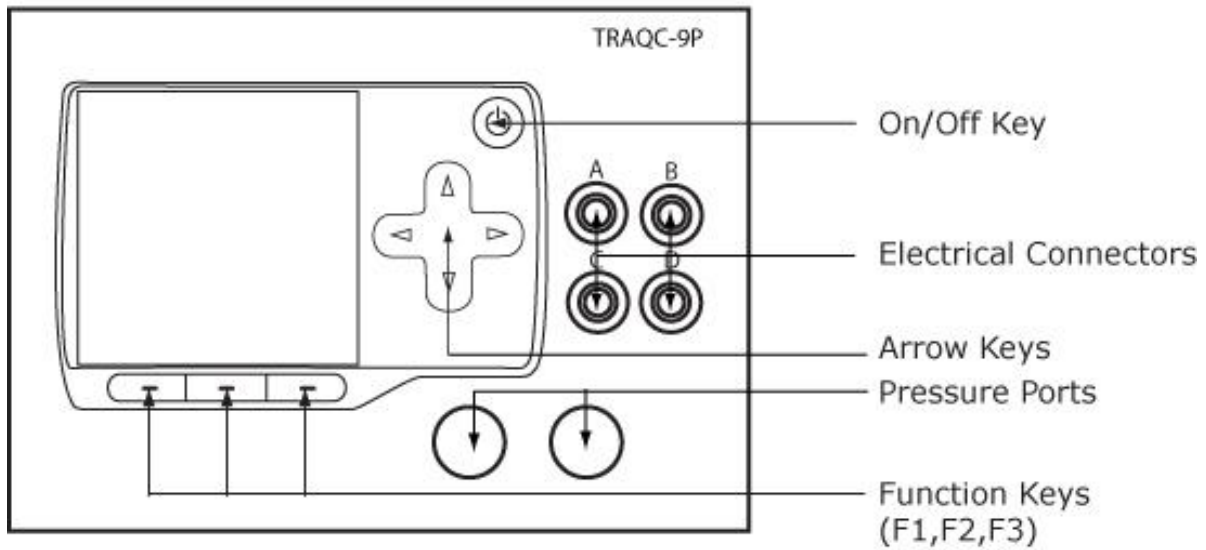 TRAQC-9P
On/Off Key
A B
Electrical Connectors
C D
Arrow Keys
Pressure Ports
Function Keys
(F1,F2,F3)